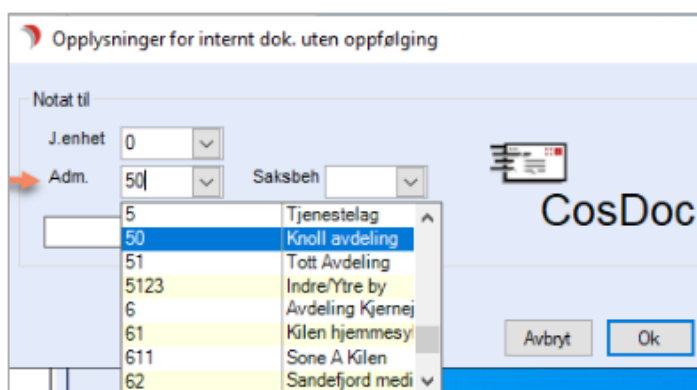 Opplysninger for internt dok. uten oppfølging
Notat til
J.enhet 0
Adm. 50 Saksbeh
CosDoc
5 Tjenestelag
50 Knoll avdeling
51 Tott Avdeling
5123 Indre/Ytre by
6 Avdeling Kjernej
61 Kilen hjemmesy
611 Sone A Kilen
62 Sandefjord medi
Avbryt Ok